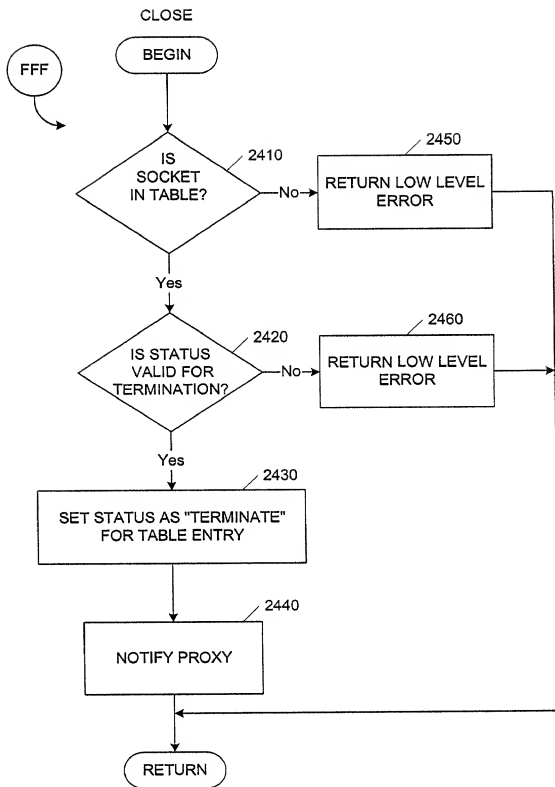 CLOSE
BEGIN
FFF
2410
IS
SOCKET
IN TABLE?
No
2450
RETURN LOW LEVEL
ERROR
Yes
2420
IS STATUS
VALID FOR
TERMINATION?
No
2460
RETURN LOW LEVEL
ERROR
Yes
2430
SET STATUS AS "TERMINATE"
FOR TABLE ENTRY
2440
NOTIFY PROXY
RETURN